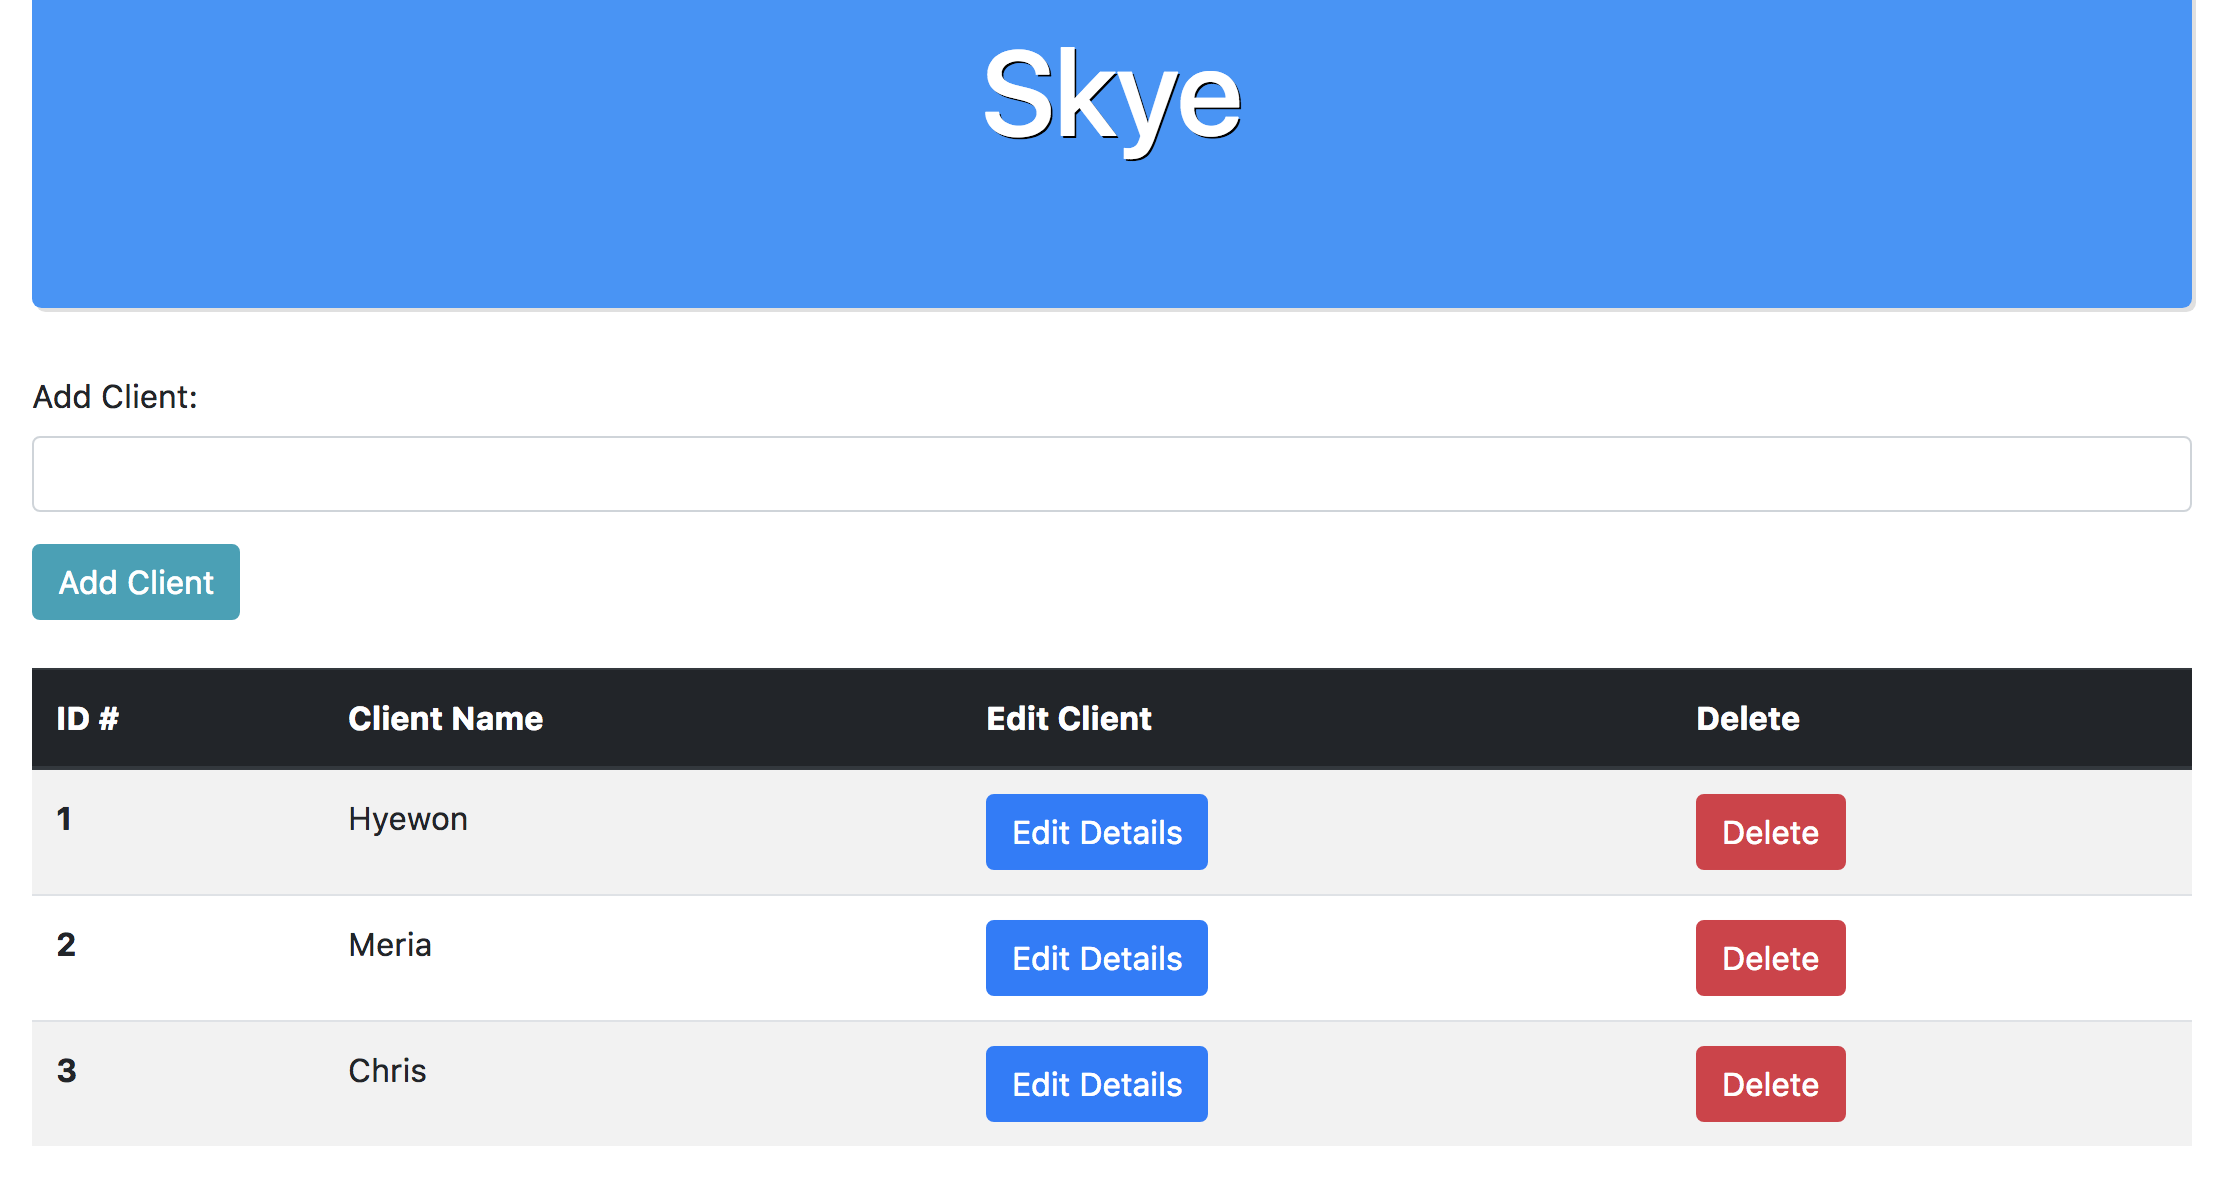 Skye
Add Client:
Add Client
ID # Client Name Edit Client Delete
1 Hyewon Edit Details Delete
2 Meria Edit Details Delete
3 Chris Edit Details Delete